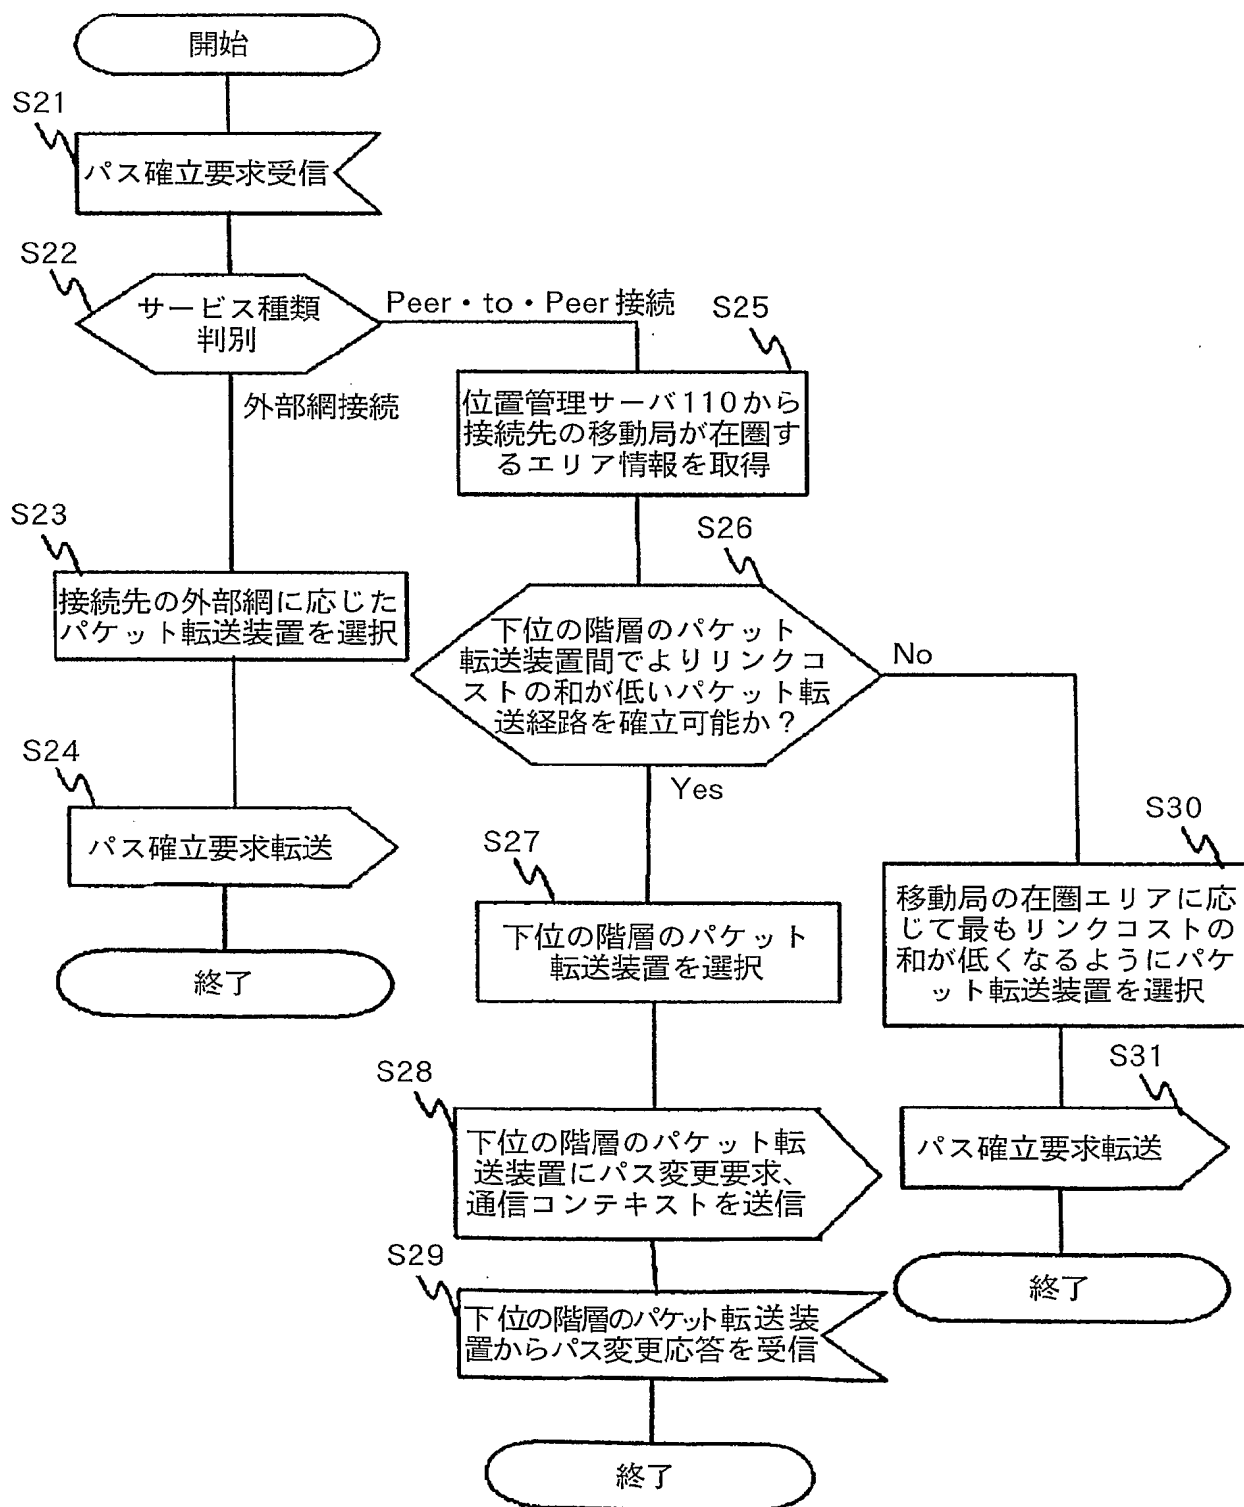 開始
S21
パス確立要求受信
S22
サービス種類
判別
Peer・to・Peer接続
外部網接続
S25
位置管理サーバ110から
接続先の移動局が在圏す
るエリア情報を取得
S23
接続先の外部網に応じた
パケット転送装置を選択
S26
下位の階層のパケット
転送装置間でよりリンクコ
ストの和が低いパケット転
送経路を確立可能か？
No
Yes
S24
パス確立要求転送
終了
S27
下位の階層のパケット
転送装置を選択
S30
移動局の在圏エリアに応
じて最もリンクコストの
和が低くなるようにパケ
ット転送装置を選択
S28
下位の階層のパケット転
送装置にパス変更要求、
通信コンテキストを送信
S31
パス確立要求転送
終了
S29
下位の階層のパケット転送装
置からパス変更応答を受信
終了